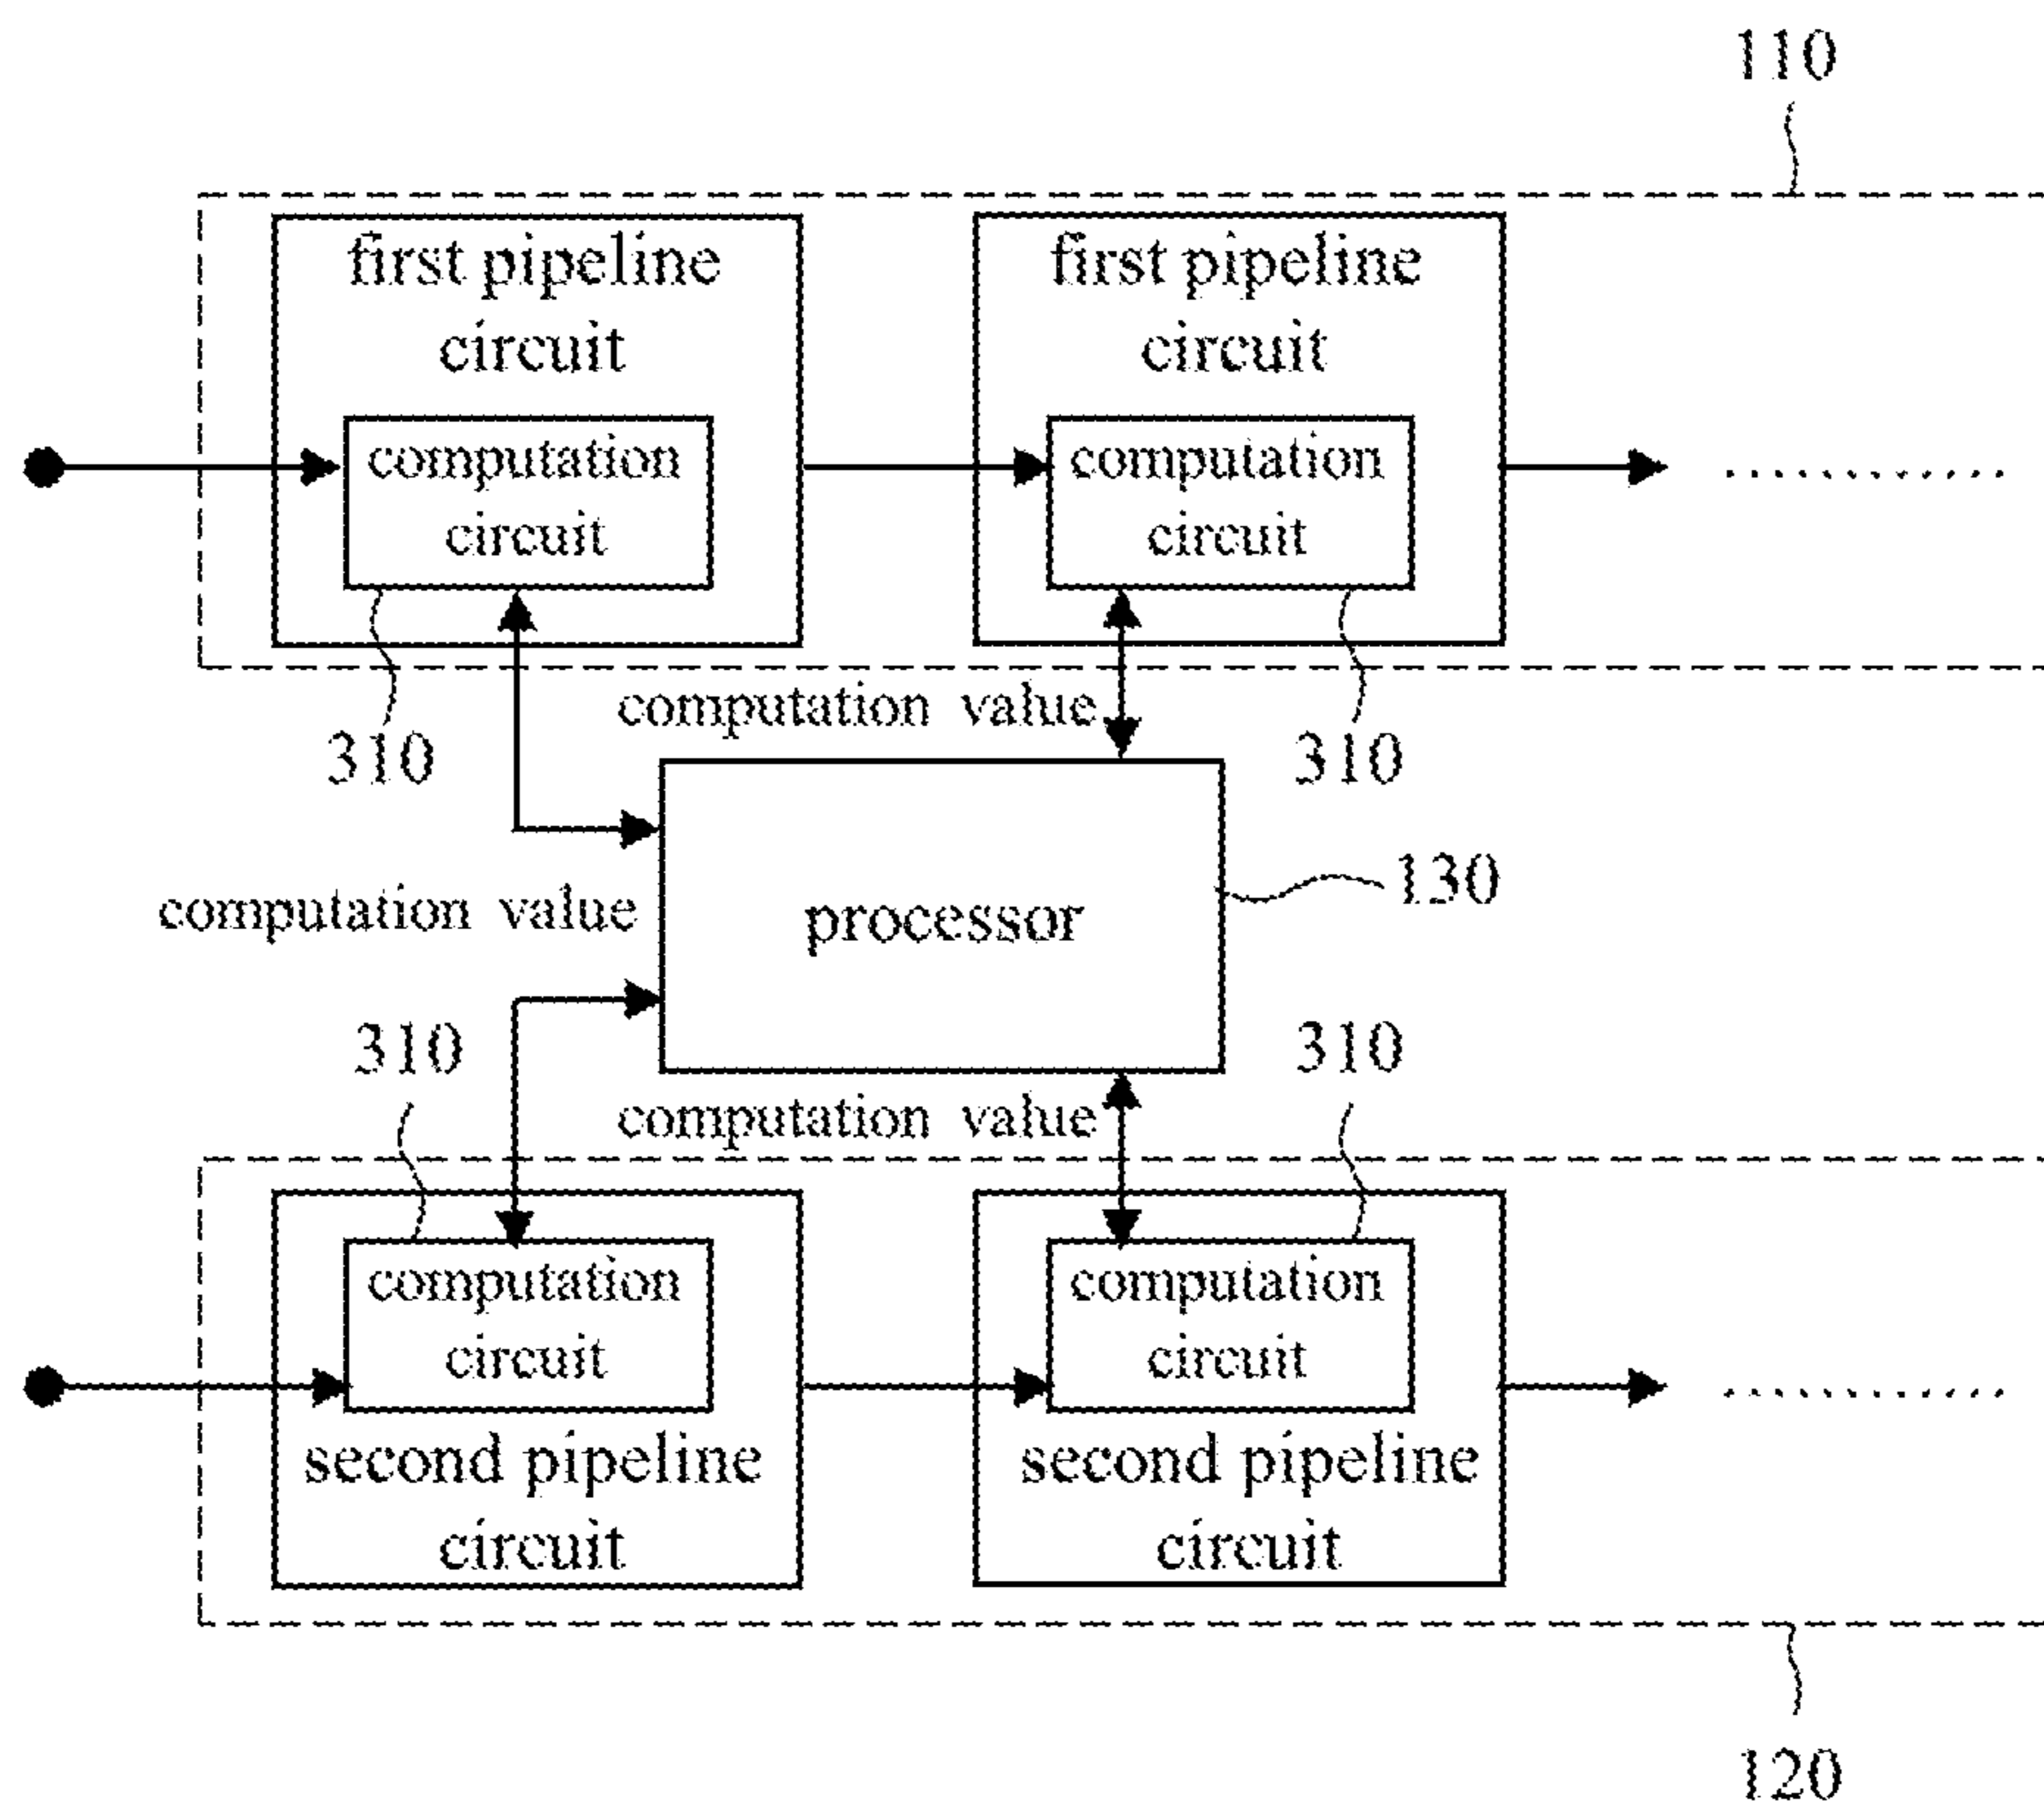 110
first pipeline
circuit
first pipeline
circuit
computation
circuit
computation
circuit
...........
computation value
310
310
130
computation value
processor
310
310
computation value
computation
circuit
computation
circuit
...........
second pipeline
circuit
second pipeline
circuit
120